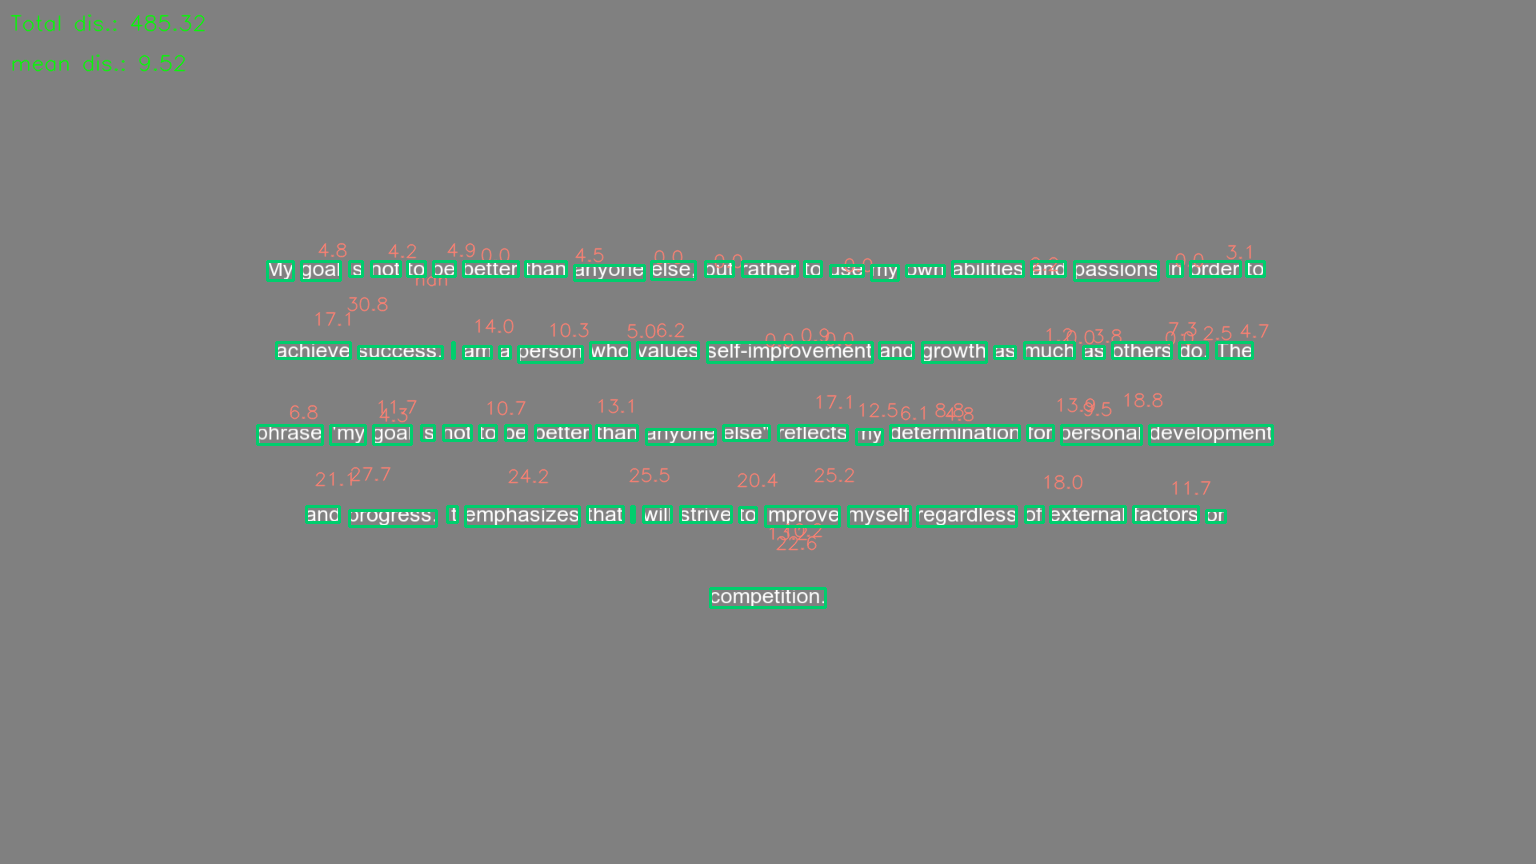 Total dis.: 485.32
mean dis.: 9.52
4.8 4.2 4.9 0.0 4.5 0.0 0.0 0.0 0.0 3.1
My goal is not to be better than anyone else, but rather to use my own abilities and passions in order to
nan
17.1 30.8 14.0 10.3 5.0 6.2 0.0 0.9 0.0 1.2 0.0 3.8 7.3 0.0 2.5 4.7
achieve success. I am a person who values self-improvement and growth as much as others do. The
6.8 11.7 4.3 10.7 13.1 17.1 12.5 6.1 8.8 4.8 13.9 9.5 18.8
phrase "my goal is not to be better than anyone else" reflects my determination for personal development
21.1 27.7 24.2 25.5 20.4 25.2 18.0 11.7
and progress. It emphasizes that I will strive to improve myself regardless of external factors or
22.6
competition.